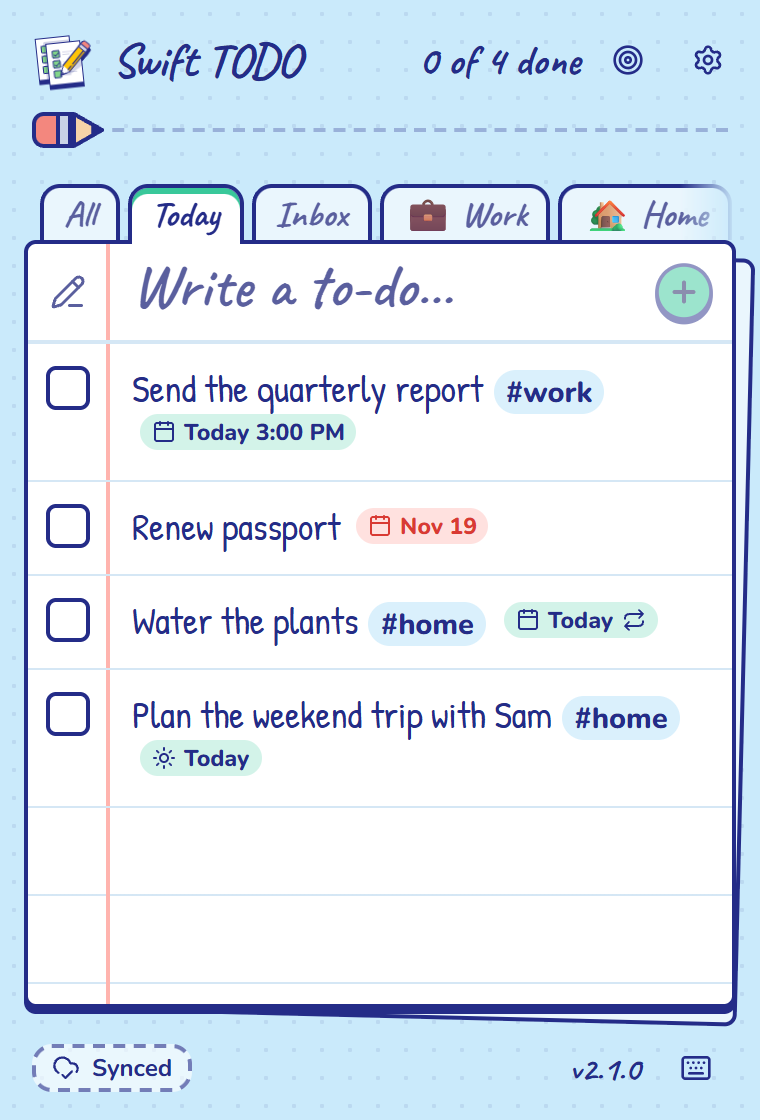 Swift TODO 0 of 4 done
All Today Inbox Work Home
Write a to-do...
Send the quarterly report #work
Today 3:00 PM
Renew passport Nov 19
Water the plants #home Today
Plan the weekend trip with Sam #home
Today
Synced v2.1.0